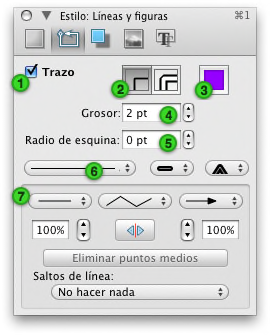 Estilo: Líneas y figuras ⌘1
1 Trazo 2 3
Grosor: 2 pt 4
Radio de esquina: 0 pt 5
6
7
100% 100%
Eliminar puntos medios
Saltos de línea:
No hacer nada